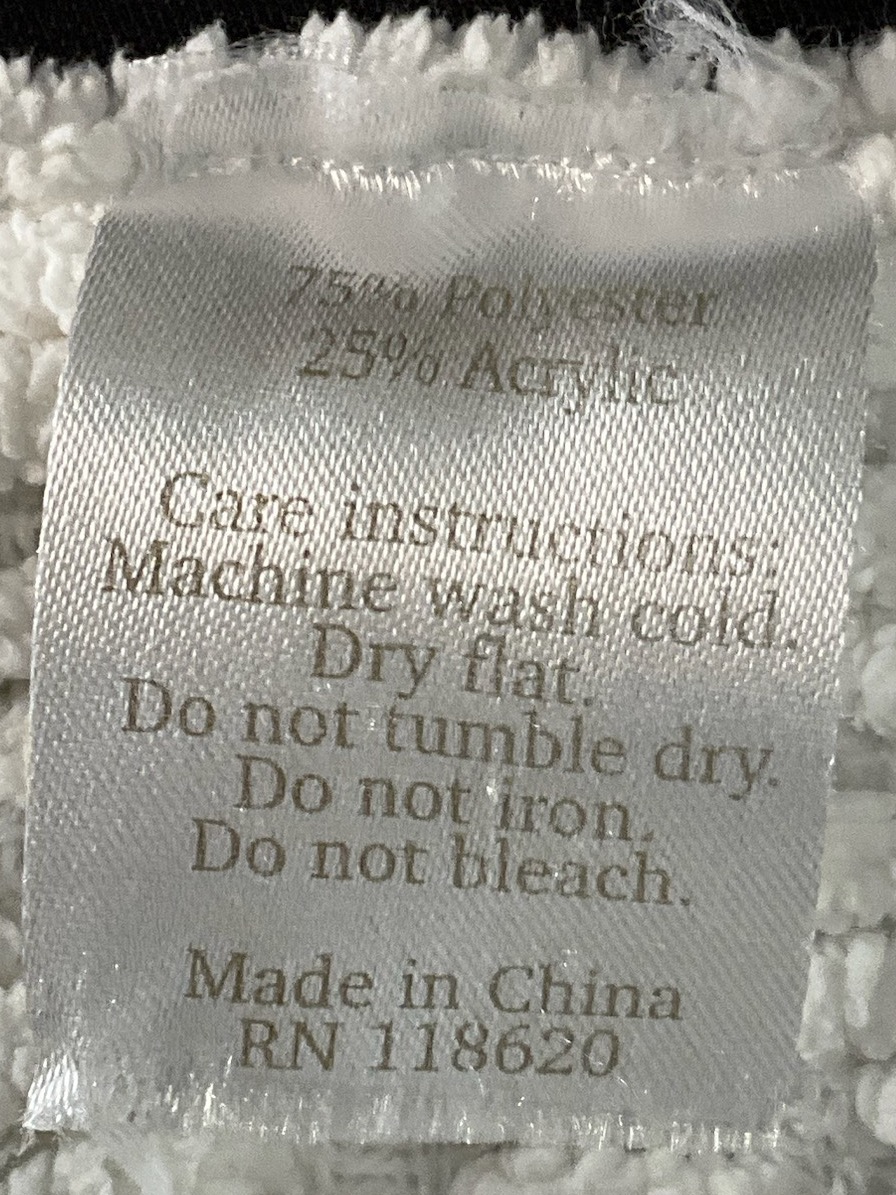 75% Polyester
25% Acrylic
Care instructions:
Machine wash cold.
Dry flat.
Do not tumble dry.
Do not iron.
Do not bleach.
Made in China
RN 118620